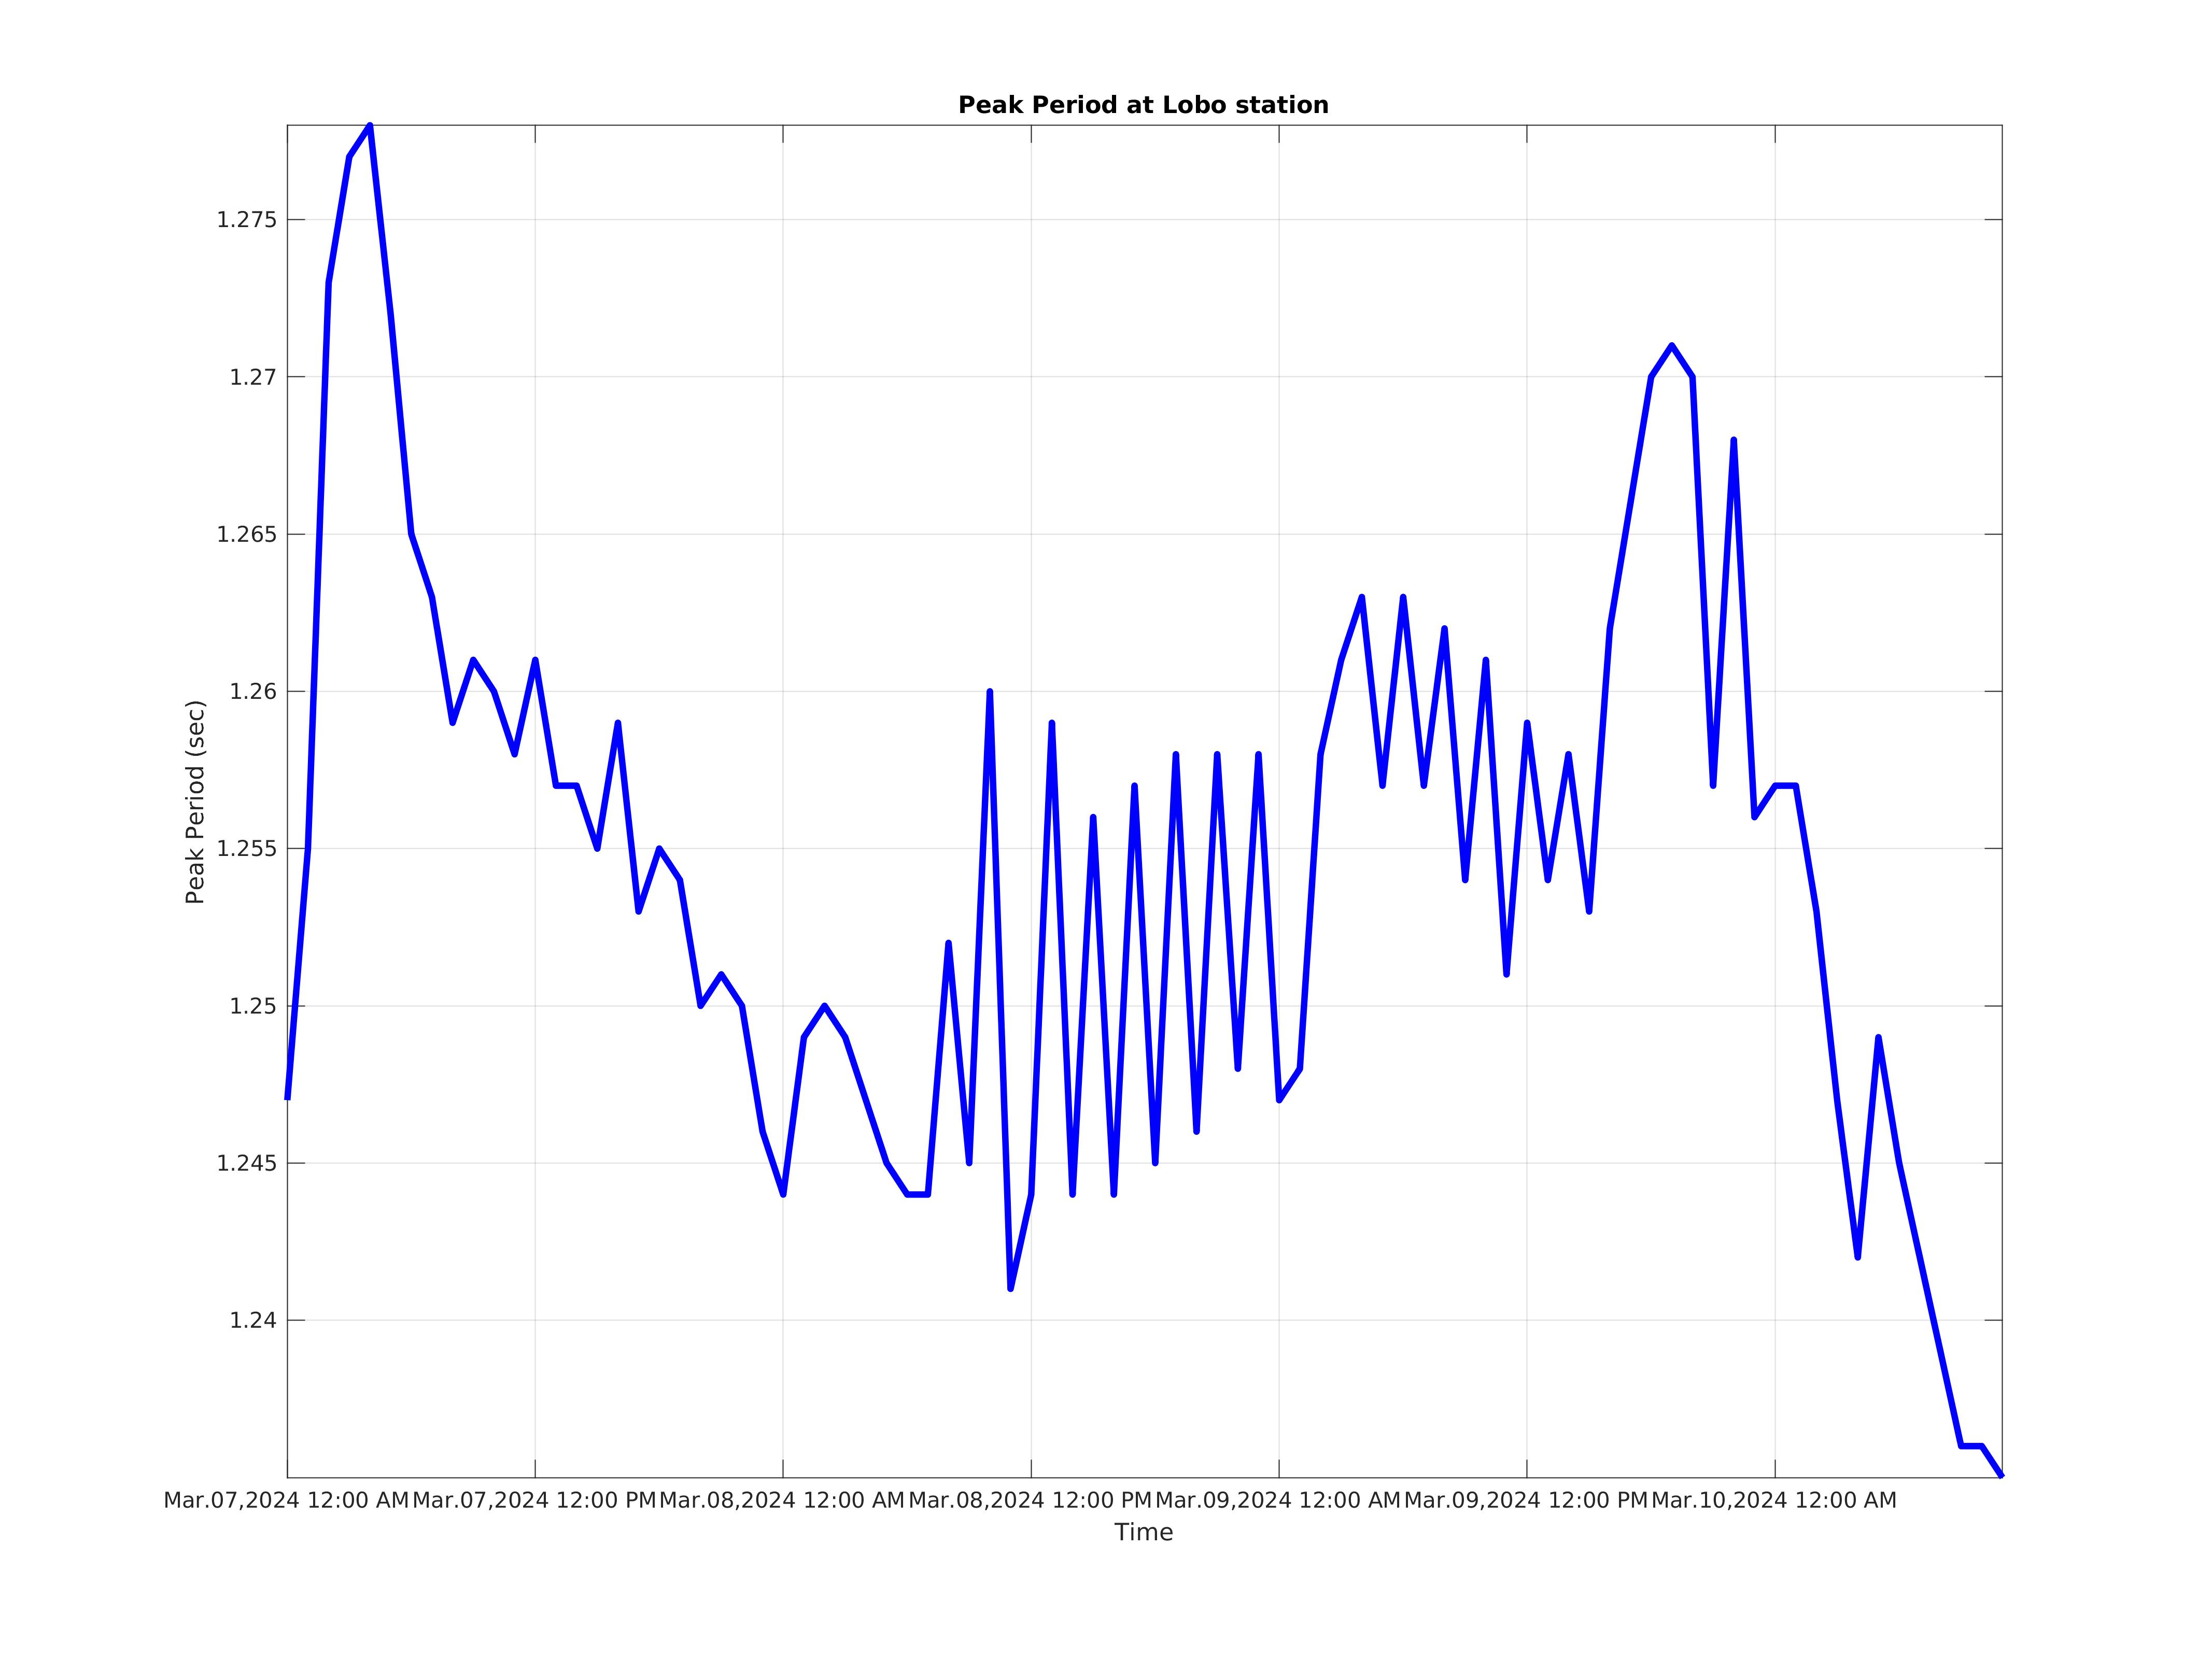 Peak Period at Lobo station
1.275
1.27
1.265
1.26
1.255
1.25
1.245
1.24
Peak Period (sec)
Mar.07,2024 12:00 AM Mar.07,2024 12:00 PM Mar.08,2024 12:00 AM Mar.08,2024 12:00 PM Mar.09,2024 12:00 AM Mar.09,2024 12:00 PM Mar.10,2024 12:00 AM
Time